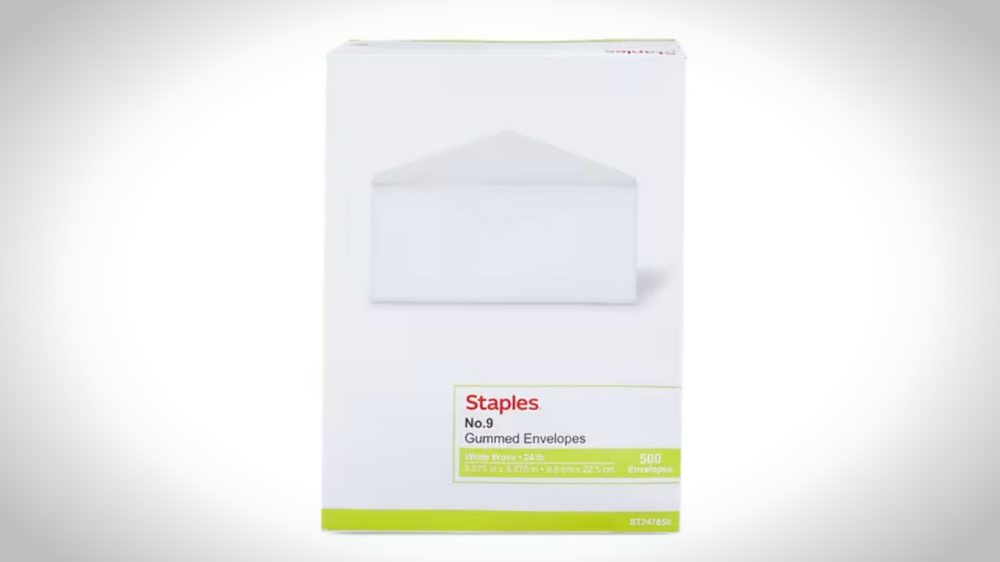 Staples
Staples
No.9
Gummed Envelopes
White Wove • 24 lb
3.875 in x 8.875 in • 9.8 cm x 22.5 cm
500
Envelopes
ST247650